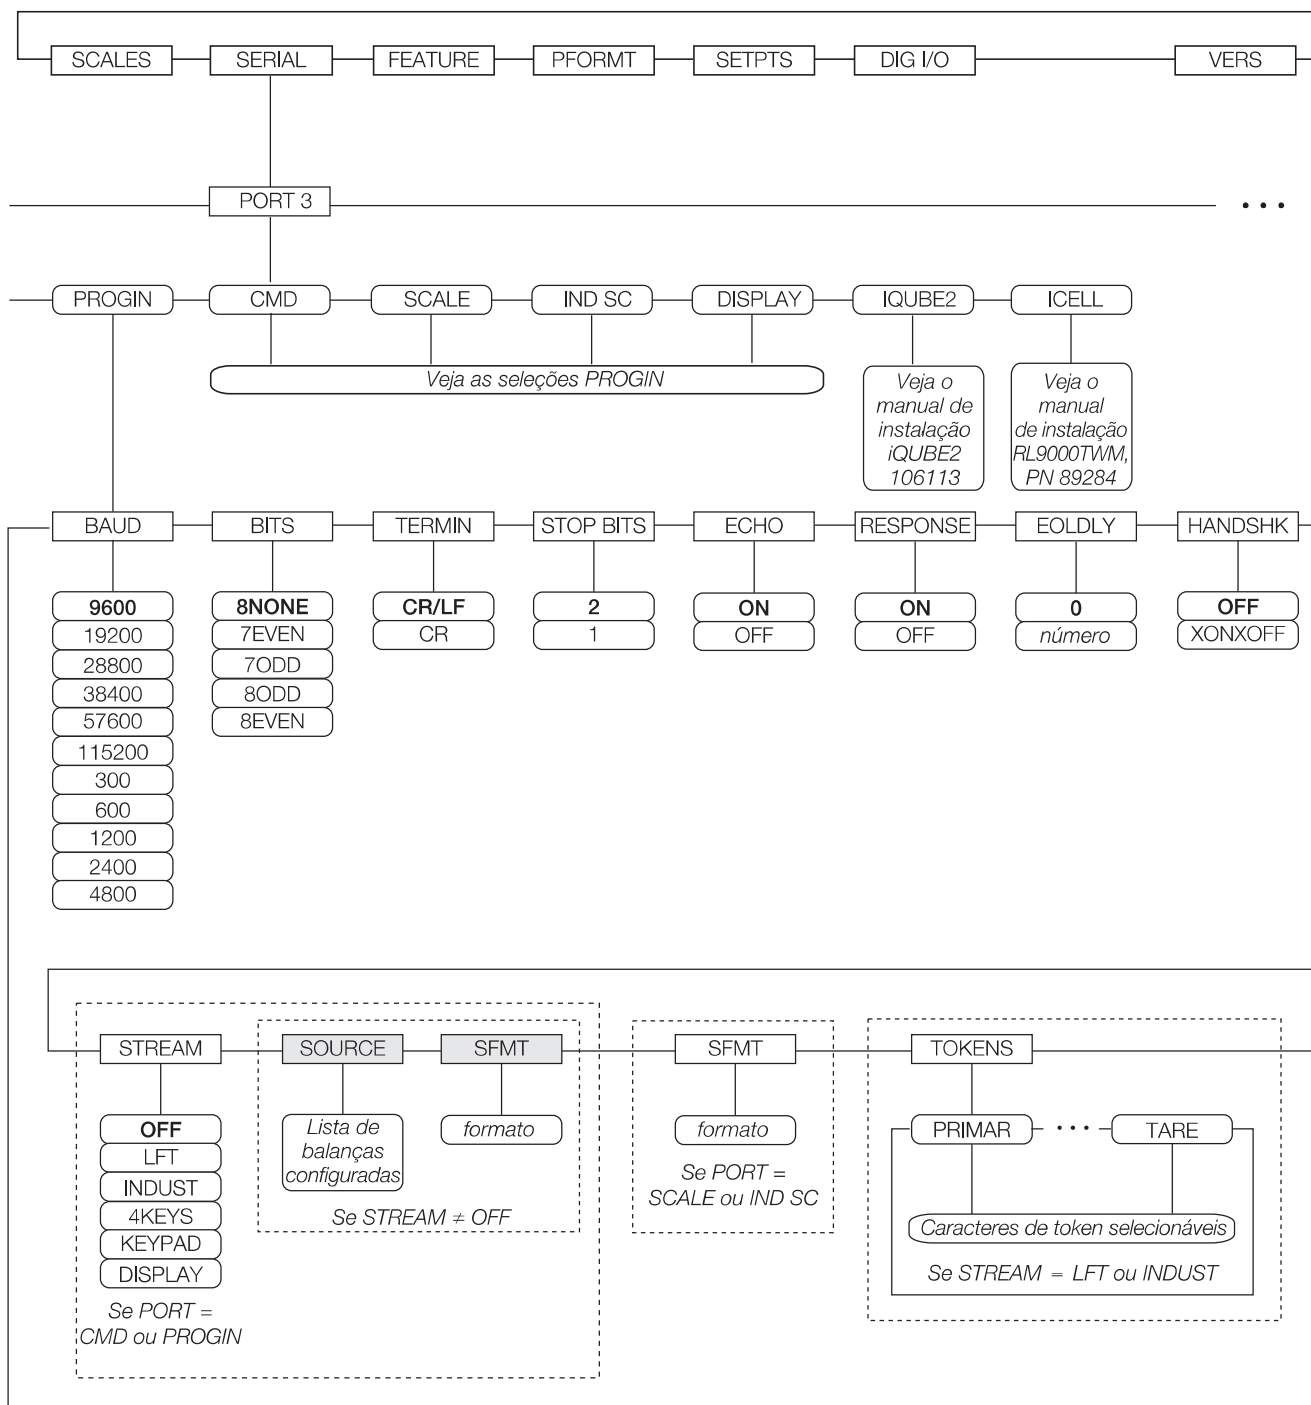 SCALES
SERIAL
FEATURE
PFORMT
SETPTS
DIG I/O
VERS
PORT 3
• • •
PROGIN
CMD
SCALE
IND SC
DISPLAY
IQUBE2
ICELL
Veja as seleções PROGIN
Veja o
manual de
instalação
iQUBE2
106113
Veja o
manual
de instalação
RL9000TWM,
PN 89284
BAUD
BITS
TERMIN
STOP BITS
ECHO
RESPONSE
EOLDLY
HANDSHK
9600
19200
28800
38400
57600
115200
300
600
1200
2400
4800
8NONE
7EVEN
7ODD
8ODD
8EVEN
CR/LF
CR
2
1
ON
OFF
ON
OFF
0
número
OFF
XONXOFF
STREAM
SOURCE
SFMT
SFMT
TOKENS
OFF
LFT
INDUST
4KEYS
KEYPAD
DISPLAY
Se PORT =
CMD ou PROGIN
Lista de
balanças
configuradas
formato
Se STREAM ≠ OFF
formato
Se PORT =
SCALE ou IND SC
PRIMAR
• • •
TARE
Caracteres de token selecionáveis
Se STREAM = LFT ou INDUST